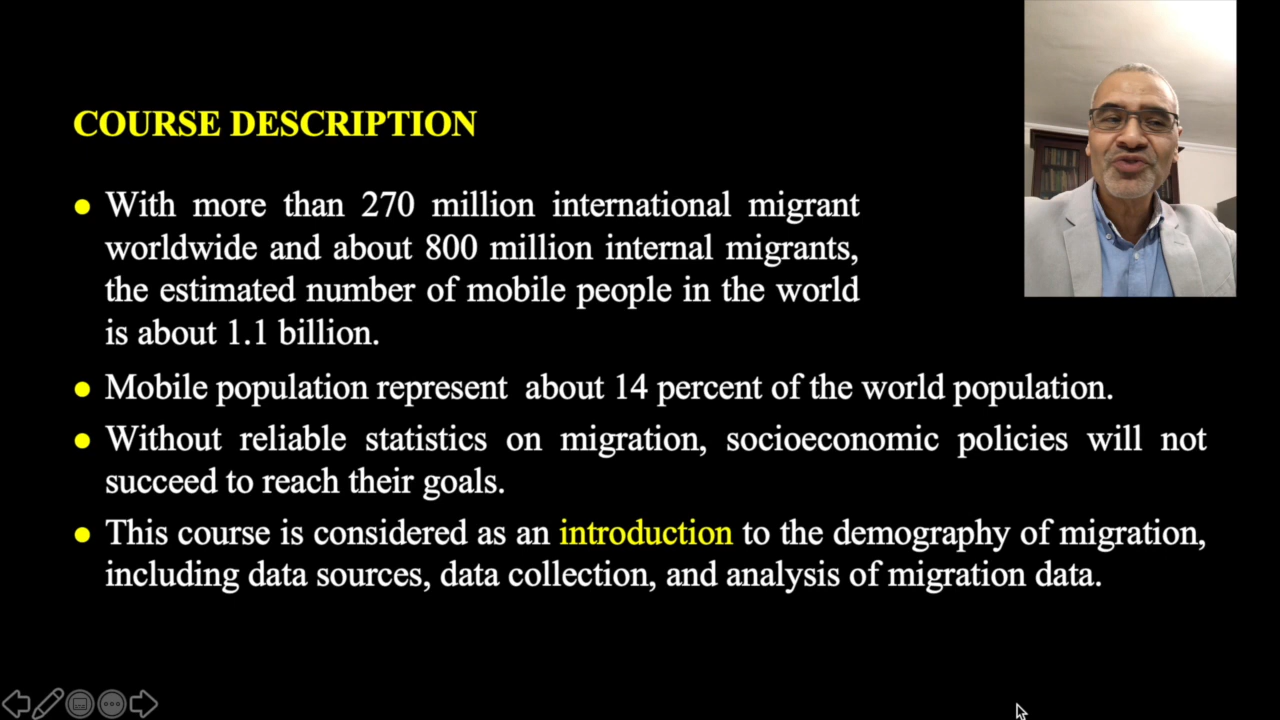 COURSE DESCRIPTION
With more than 270 million international migrant
worldwide and about 800 million internal migrants,
the estimated number of mobile people in the world
is about 1.1 billion.
Mobile population represent about 14 percent of the world population.
Without reliable statistics on migration, socioeconomic policies will not
succeed to reach their goals.
This course is considered as an introduction to the demography of migration,
including data sources, data collection, and analysis of migration data.